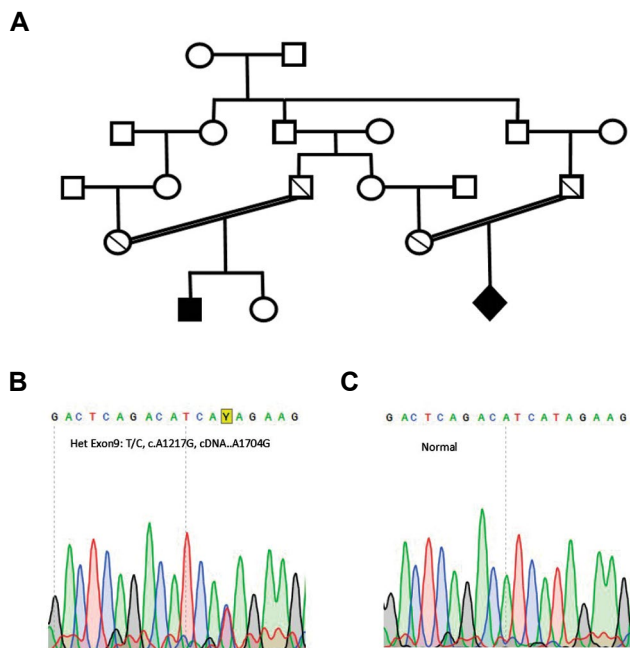 A
B
C
G A C T C A G A C A T C A Y A G A A G
Het Exon9: T/C, c.A1217G, cDNA..A1704G
G A C T C A G A C A T C A T A G A A G
Normal